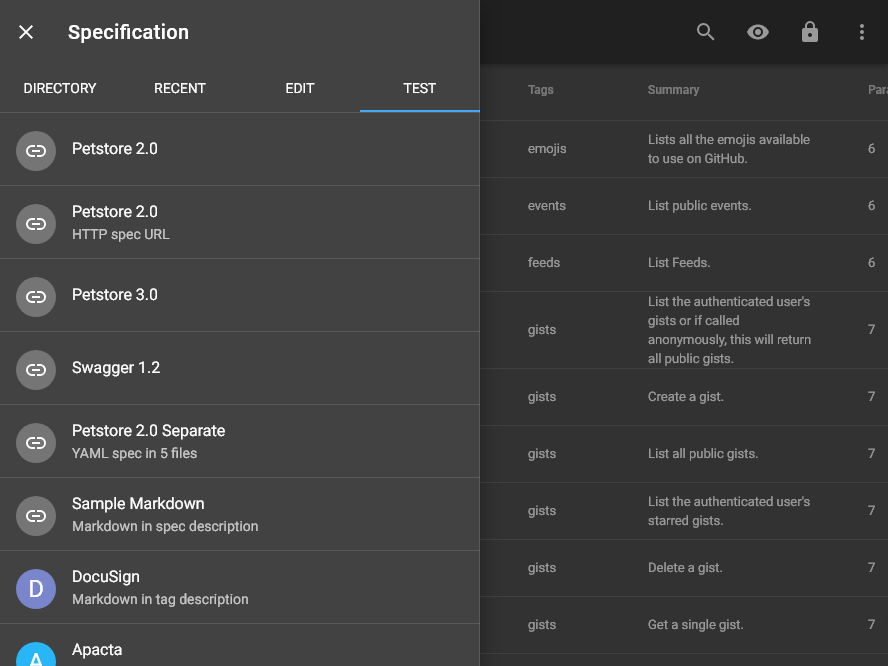 Specification
DIRECTORY
RECENT
EDIT
TEST
Petstore 2.0
Petstore 2.0
HTTP spec URL
Petstore 3.0
Swagger 1.2
Petstore 2.0 Separate
YAML spec in 5 files
Sample Markdown
Markdown in spec description
D
DocuSign
Markdown in tag description
A
Apacta
Tags
Summary
Para
emojis
Lists all the emojis available
to use on GitHub.
6
events
List public events.
6
feeds
List Feeds.
6
gists
List the authenticated user's
gists or if called
anonymously, this will return
all public gists.
7
gists
Create a gist.
7
gists
List all public gists.
7
gists
List the authenticated user's
starred gists.
7
gists
Delete a gist.
7
gists
Get a single gist.
7